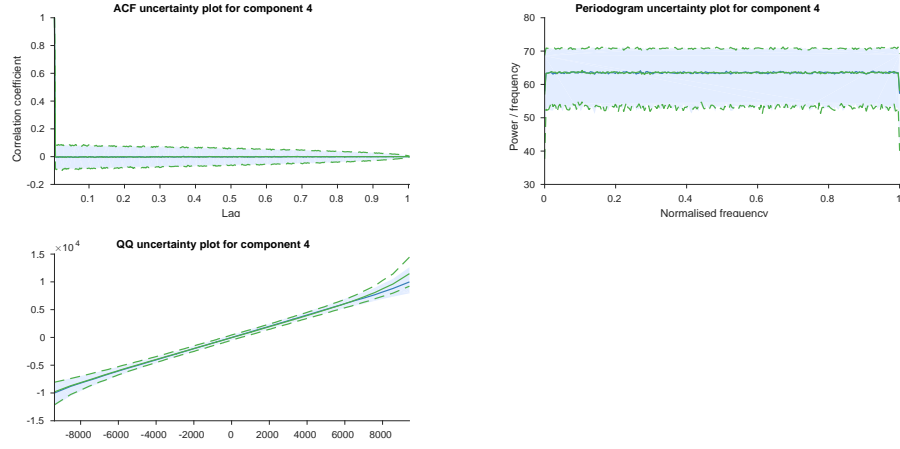 ACF uncertainty plot for component 4
1
0.8
0.6
0.4
0.2
0
-0.2
Correlation coefficient
0.1 0.2 0.3 0.4 0.5 0.6 0.7 0.8 0.9 1
Lag
Periodogram uncertainty plot for component 4
80
70
60
50
40
30
Power / frequency
0 0.2 0.4 0.6 0.8 1
Normalised frequency
QQ uncertainty plot for component 4
×10^4
1.5
1
0.5
0
-0.5
-1
-1.5
-8000 -6000 -4000 -2000 0 2000 4000 6000 8000